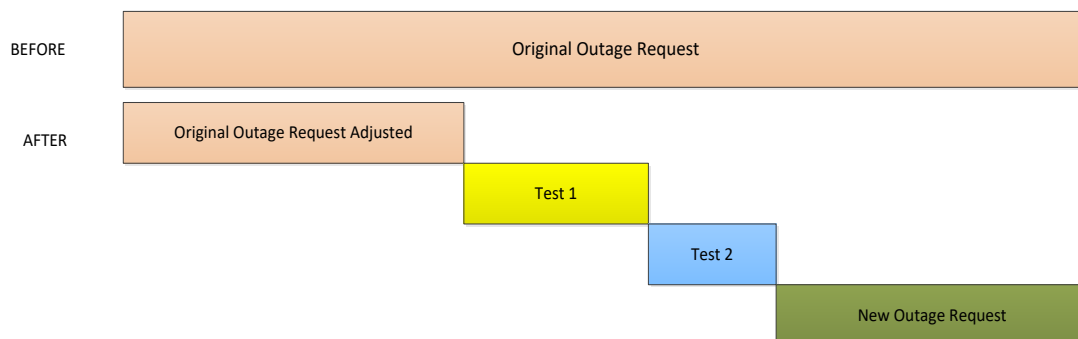 BEFORE
Original Outage Request
AFTER
Original Outage Request Adjusted
Test 1
Test 2
New Outage Request